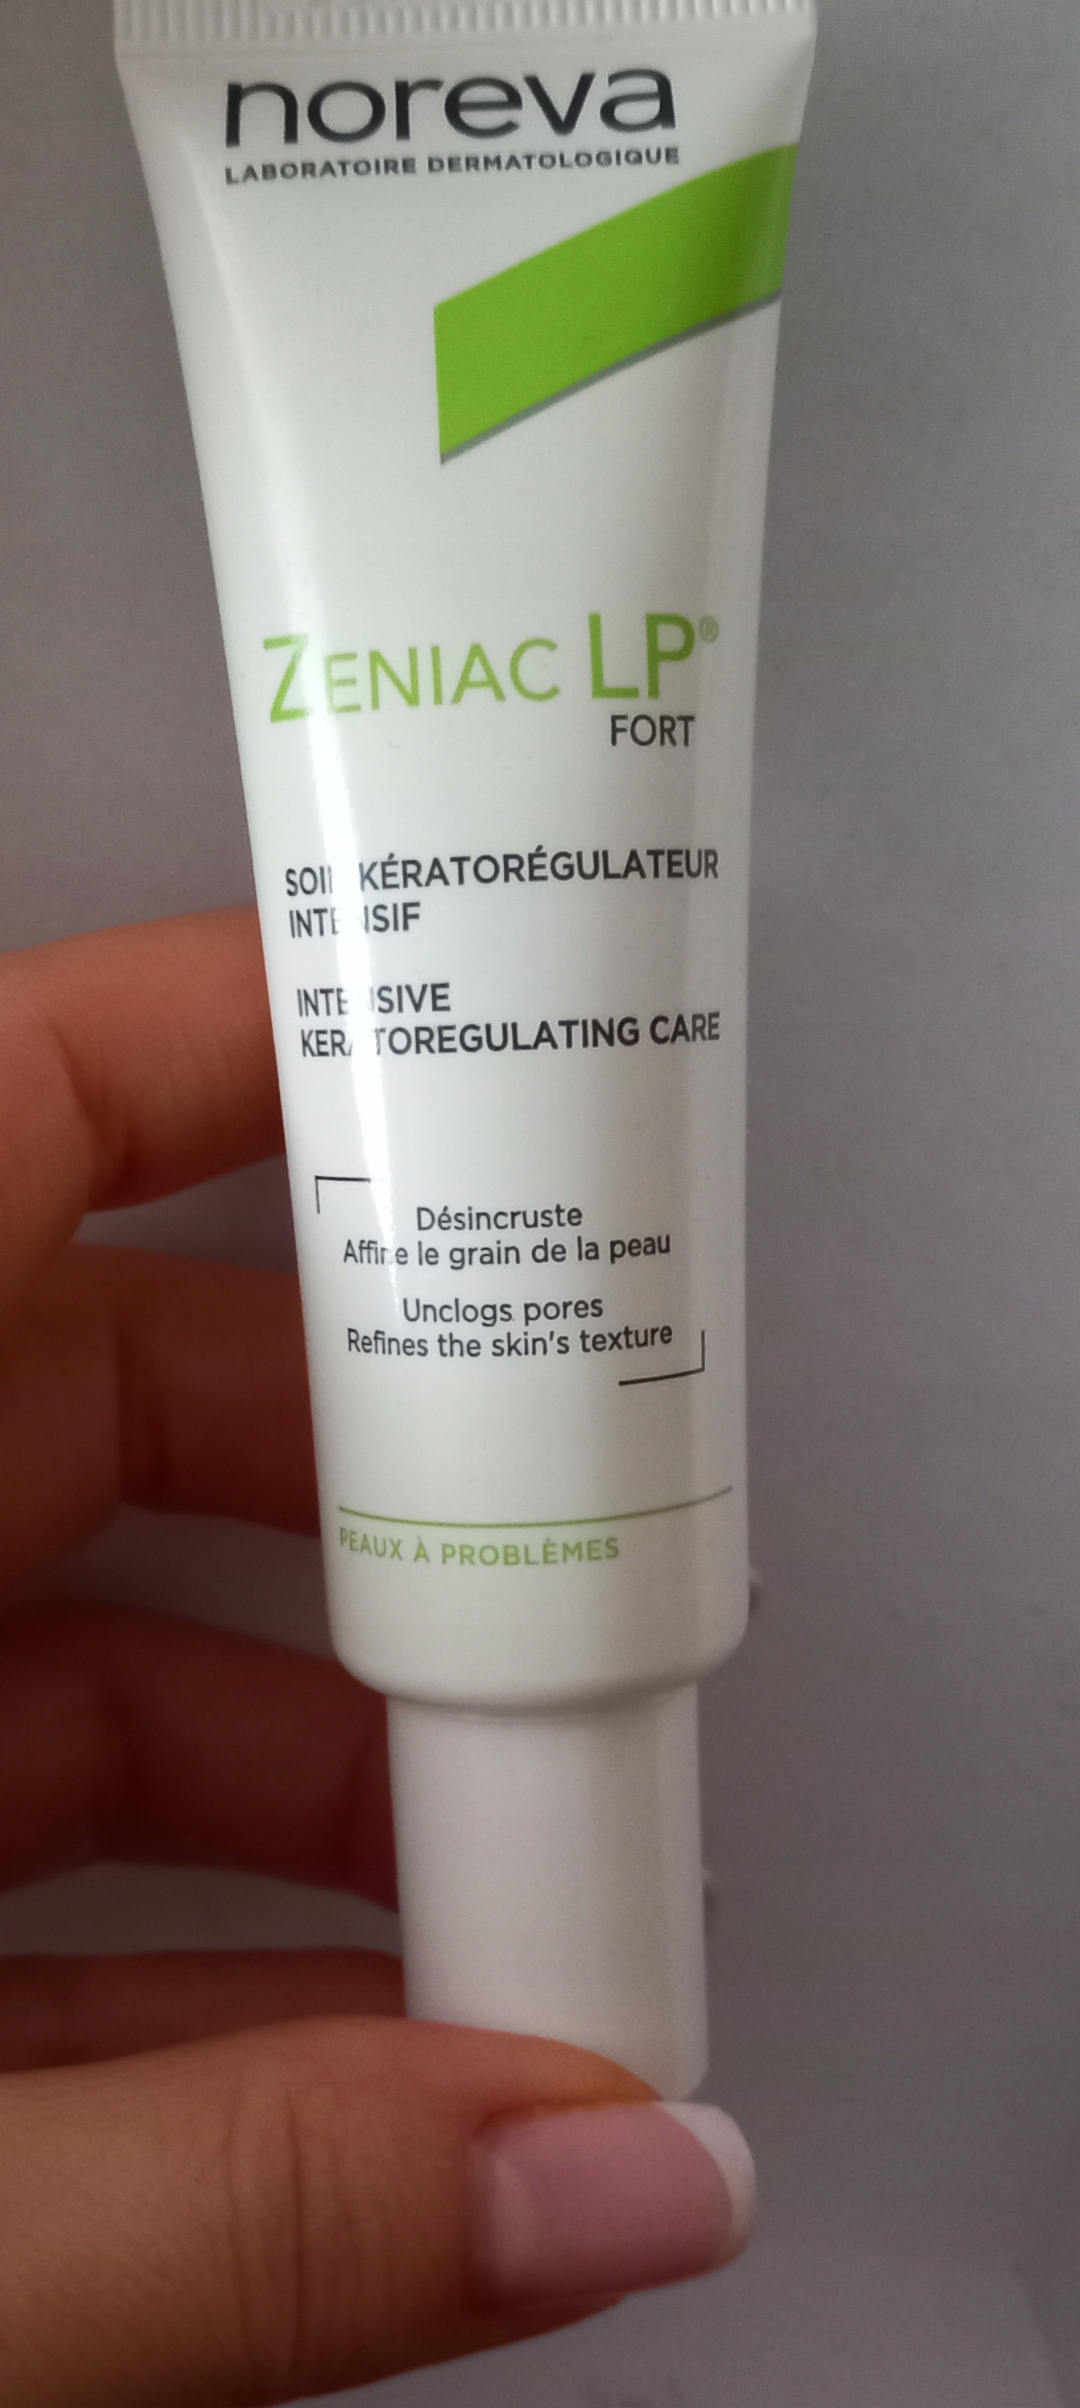 noreva
LABORATOIRE DERMATOLOGIQUE
ZENIAC LP®
FORT
SOIN KÉRATORÉGULATEUR
INTENSIF
INTENSIVE
KERATOREGULATING CARE
Désincruste
Affine le grain de la peau
Unclogs pores
Refines the skin's texture
PEAUX À PROBLÈMES